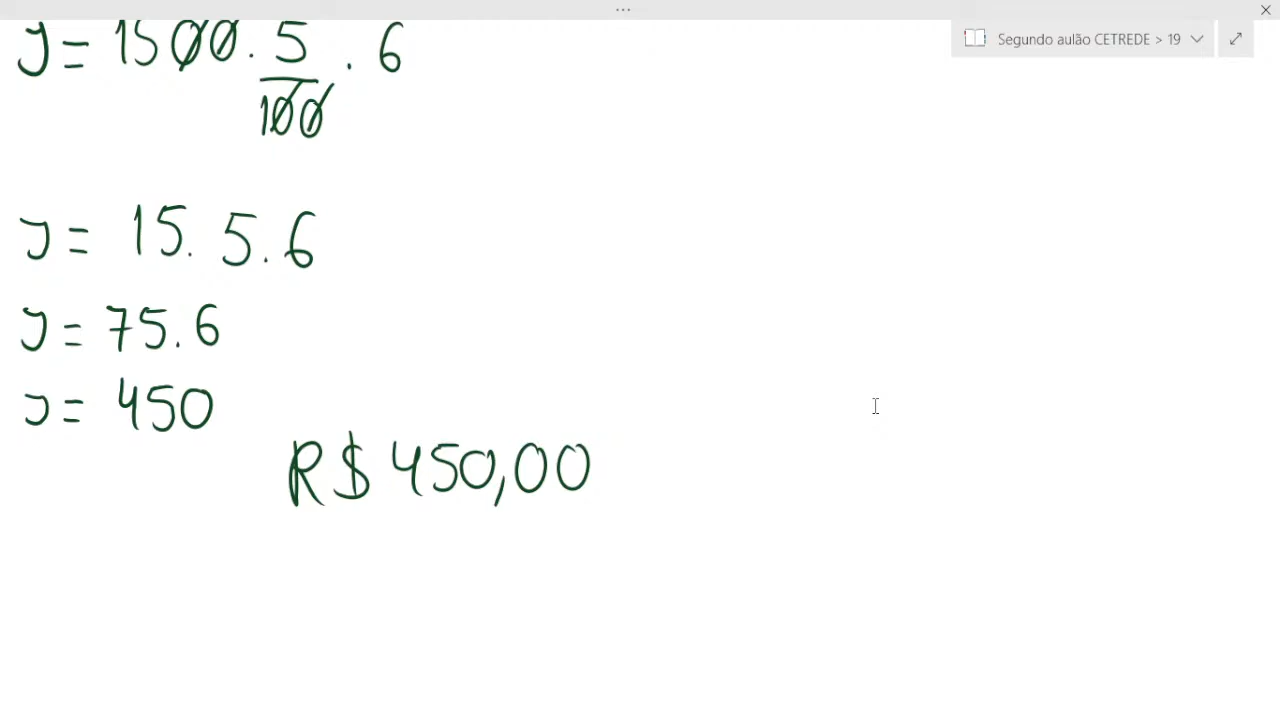 Segundo aulão CETREDE > 19
J = 1500 . 5/100 . 6
J = 15 . 5 . 6
J = 75 . 6
J = 450
R$ 450,00